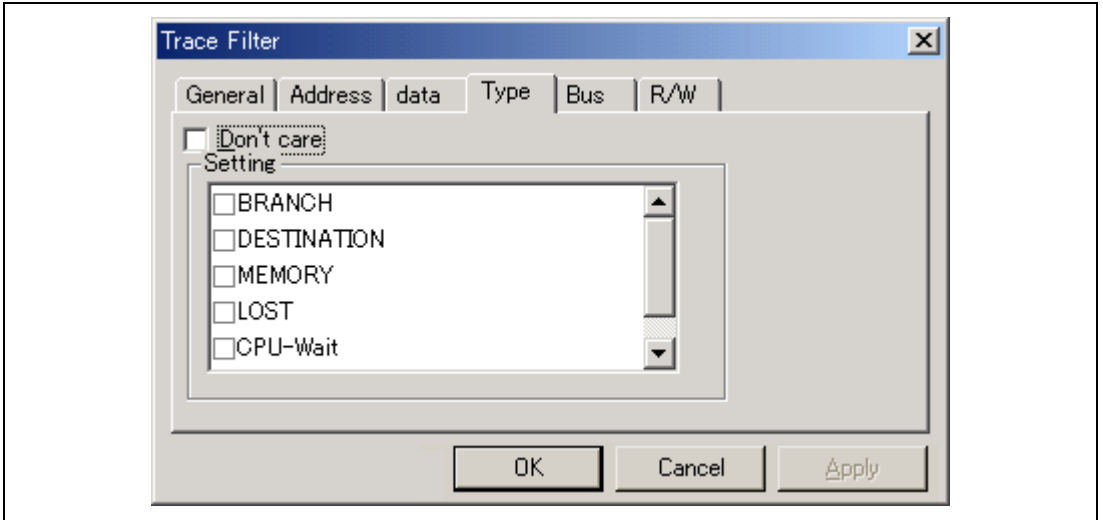 Trace Filter
General Address data Type Bus R/W
Don't care
Setting
BRANCH
DESTINATION
MEMORY
LOST
CPU-Wait
OK Cancel Apply